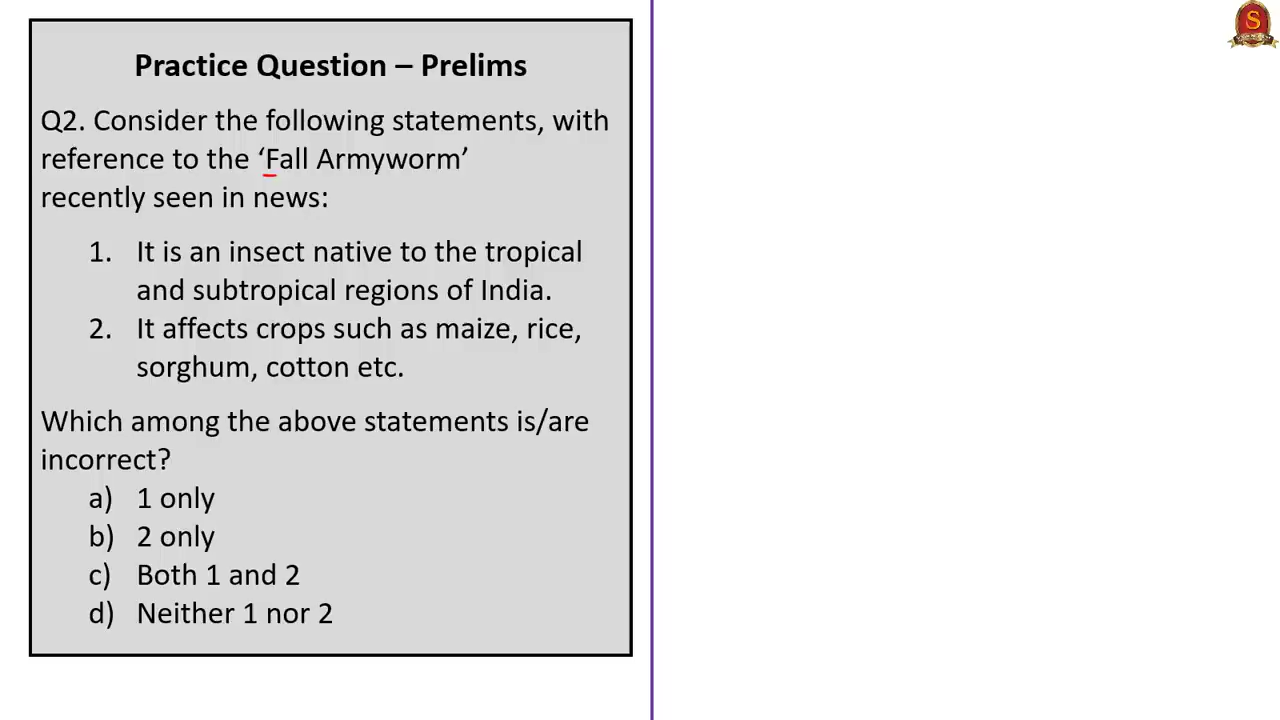 Practice Question – Prelims
Q2. Consider the following statements, with
reference to the ‘Fall Armyworm’
recently seen in news:
1. It is an insect native to the tropical
and subtropical regions of India.
2. It affects crops such as maize, rice,
sorghum, cotton etc.
Which among the above statements is/are
incorrect?
a) 1 only
b) 2 only
c) Both 1 and 2
d) Neither 1 nor 2
S